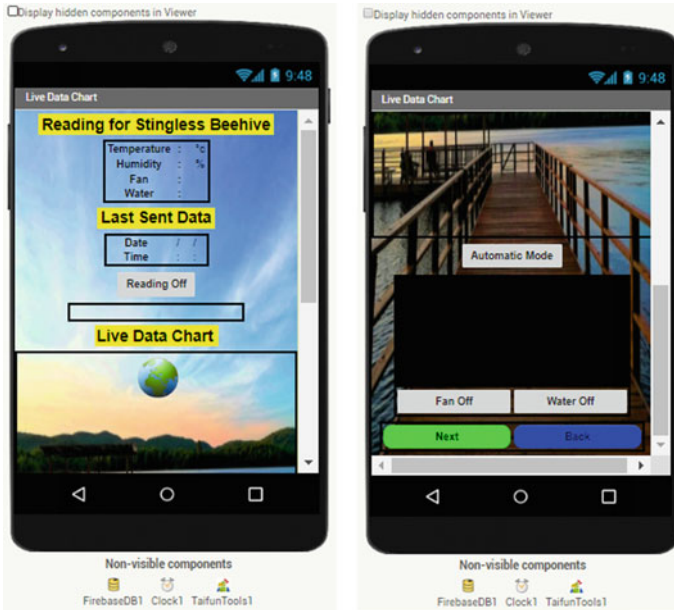 Display hidden components in Viewer
9:48
Live Data Chart
Reading for Stingless Beehive
Temperature : °c
Humidity : %
Fan :
Water :
Last Sent Data
Date / /
Time : :
Reading Off
Live Data Chart
Non-visible components
FirebaseDB1 Clock1 TaifunTools1
Display hidden components in Viewer
9:48
Live Data Chart
Automatic Mode
Fan Off Water Off
Next Back
Non-visible components
FirebaseDB1 Clock1 TaifunTools1